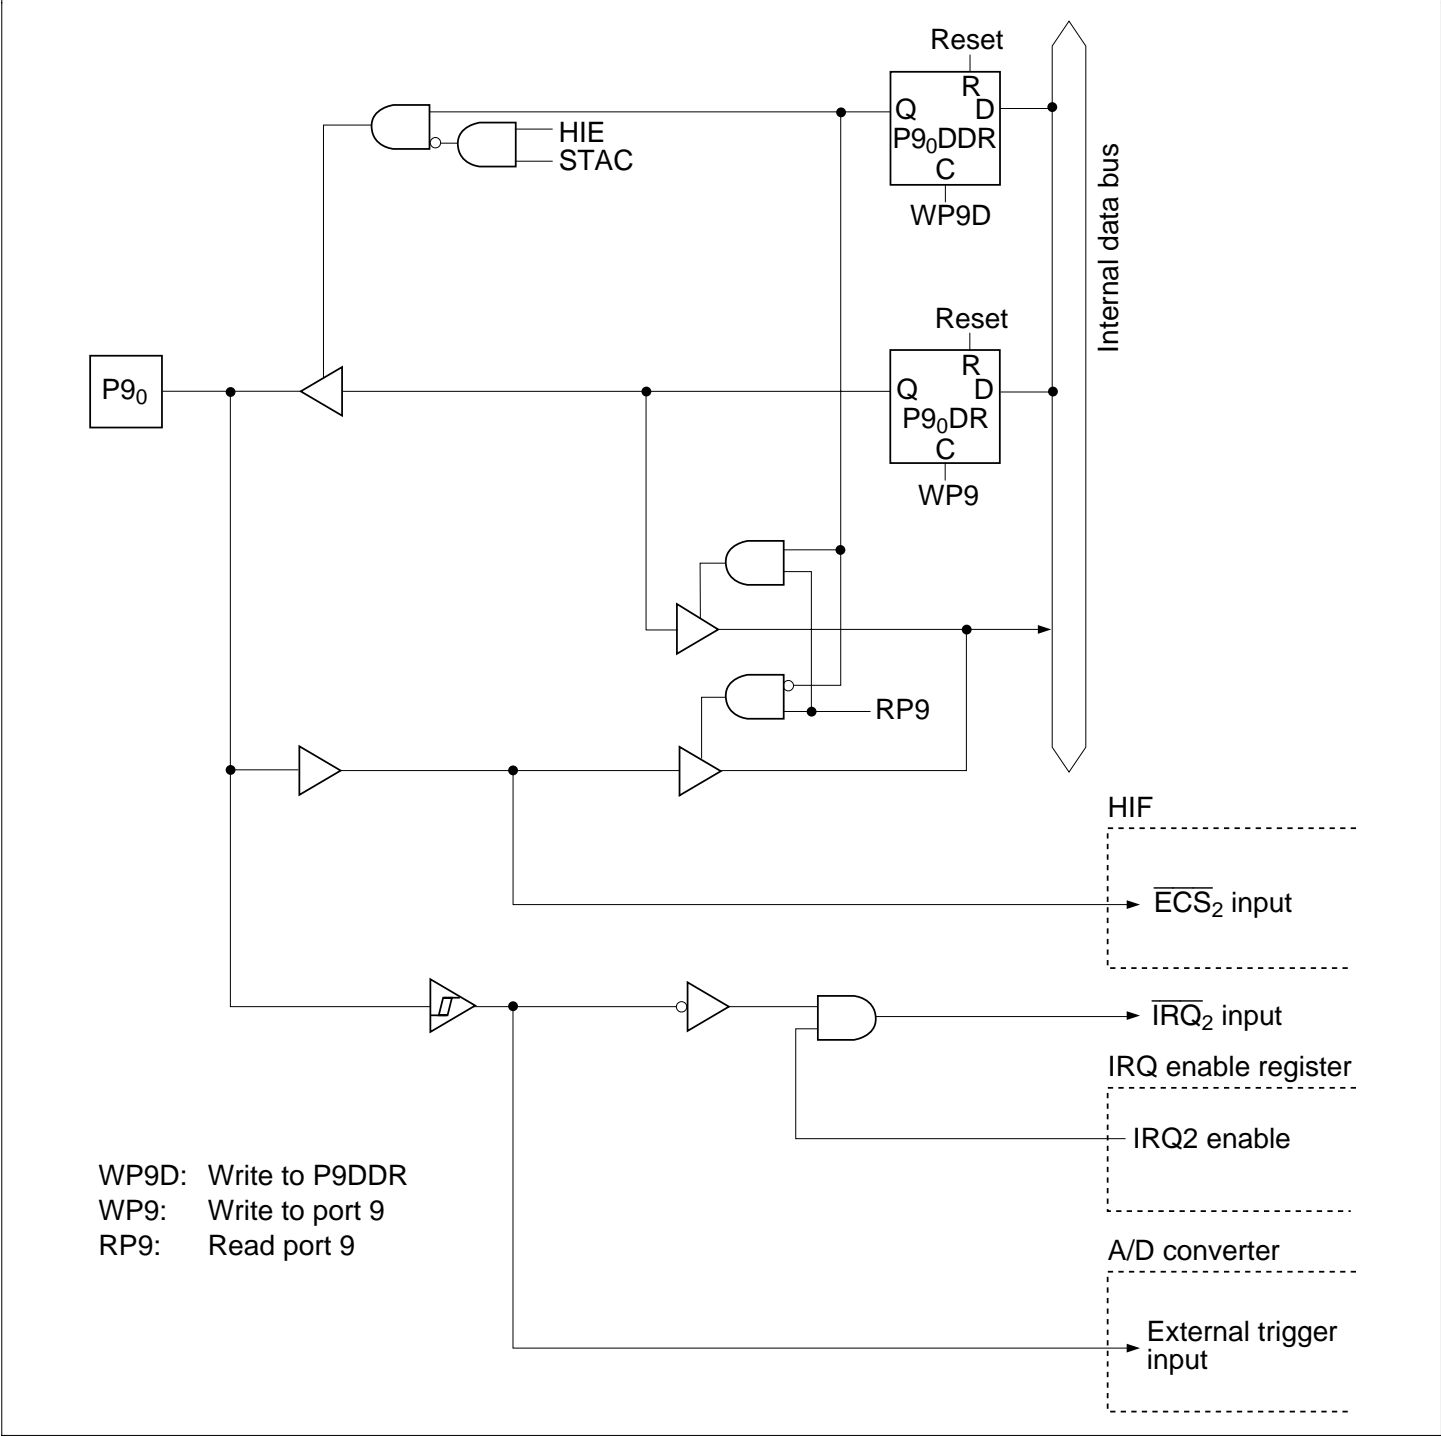 Reset
R
Q D
P9₀DDR
C
WP9D
HIE
STAC
Internal data bus
Reset
R
Q D
P9₀DR
C
WP9
P9₀
RP9
HIF
E̅C̅S̅₂ input
I̅R̅Q̅₂ input
IRQ enable register
IRQ2 enable
WP9D: Write to P9DDR
WP9: Write to port 9
RP9: Read port 9
A/D converter
External trigger
input